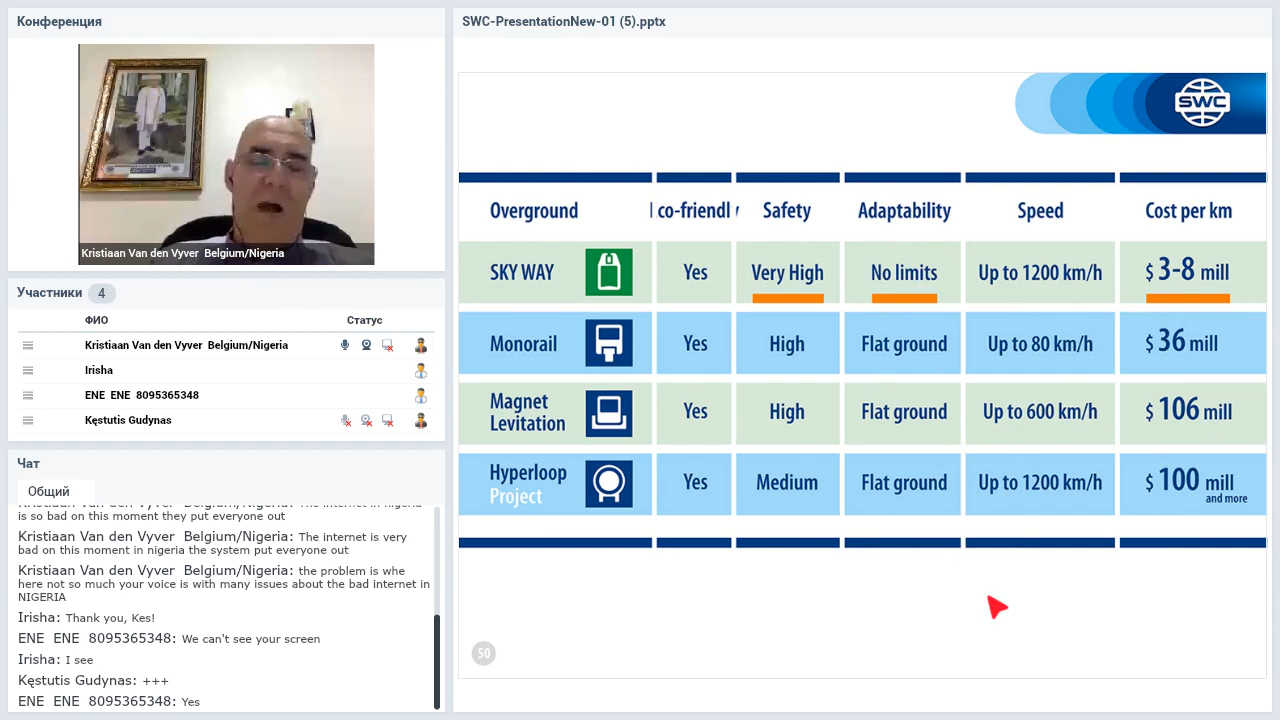 Конференция
Kristiaan Van den Vyver Belgium/Nigeria
Участники 4
ФИО Статус
Kristiaan Van den Vyver Belgium/Nigeria
Irisha
ENE ENE 8095365348
Kęstutis Gudynas
Чат
Общий
is so bad on this moment they put everyone out
Kristiaan Van den Vyver Belgium/Nigeria: The internet is very
bad on this moment in nigeria the system put everyone out
Kristiaan Van den Vyver Belgium/Nigeria: the problem is whe
here not so much your voice is with many issues about the bad internet in
NIGERIA
Irisha: Thank you, Kes!
ENE ENE 8095365348: We can't see your screen
Irisha: I see
Kęstutis Gudynas: +++
ENE ENE 8095365348: Yes
SWC-PresentationNew-01 (5).pptx
SWC
Overground co-friendly Safety Adaptability Speed Cost per km
SKY WAY Yes Very High No limits Up to 1200 km/h $ 3-8 mill
Monorail Yes High Flat ground Up to 80 km/h $ 36 mill
Magnet
Levitation Yes High Flat ground Up to 600 km/h $ 106 mill
Hyperloop
Project Yes Medium Flat ground Up to 1200 km/h $ 100 mill
and more
50